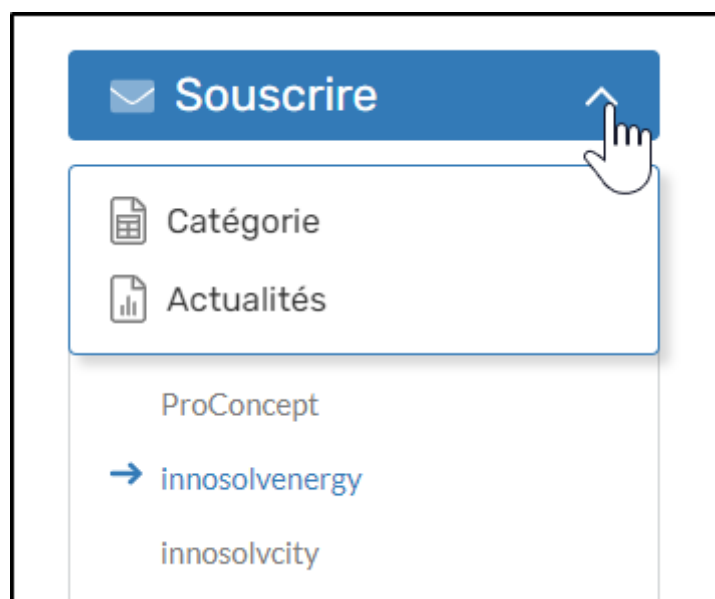 Souscrire
Catégorie
Actualités
ProConcept
innosolvenergy
innosolvcity